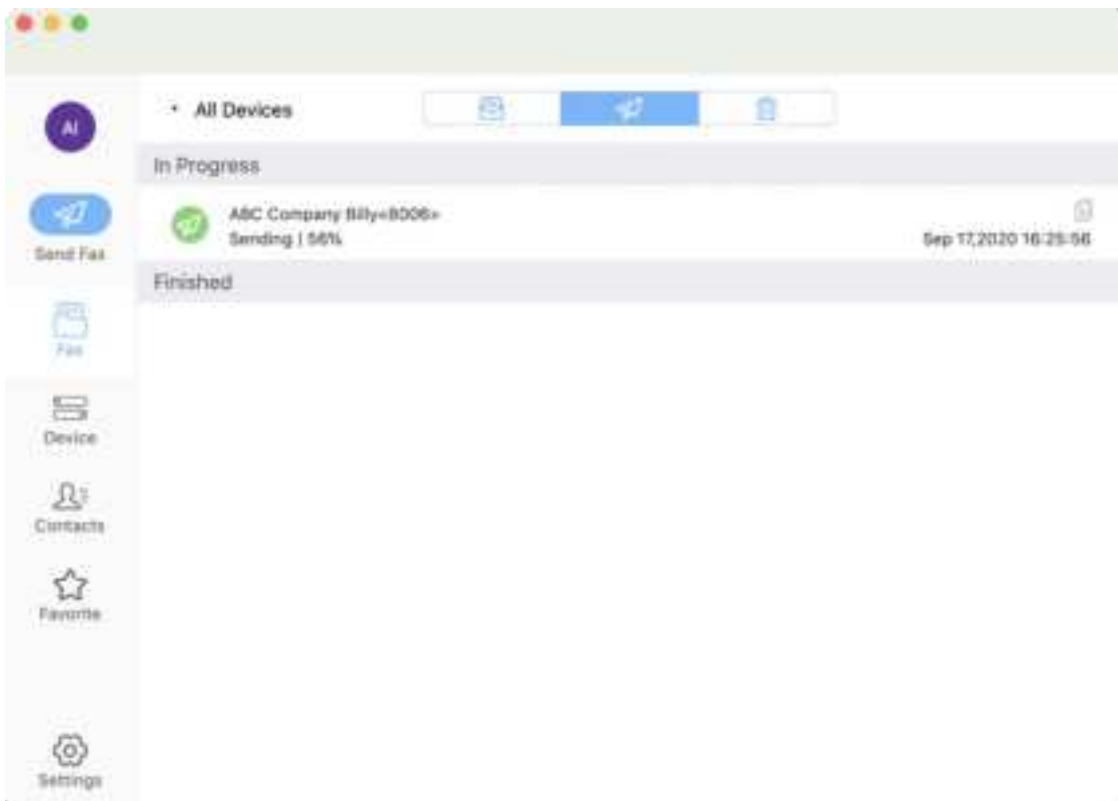 AI
All Devices
In Progress
ABC Company Billy<8006>
Sending | 56%
Sep 17,2020 16:25:56
Finished
Send Fax
Fax
Device
Contacts
Favorite
Settings